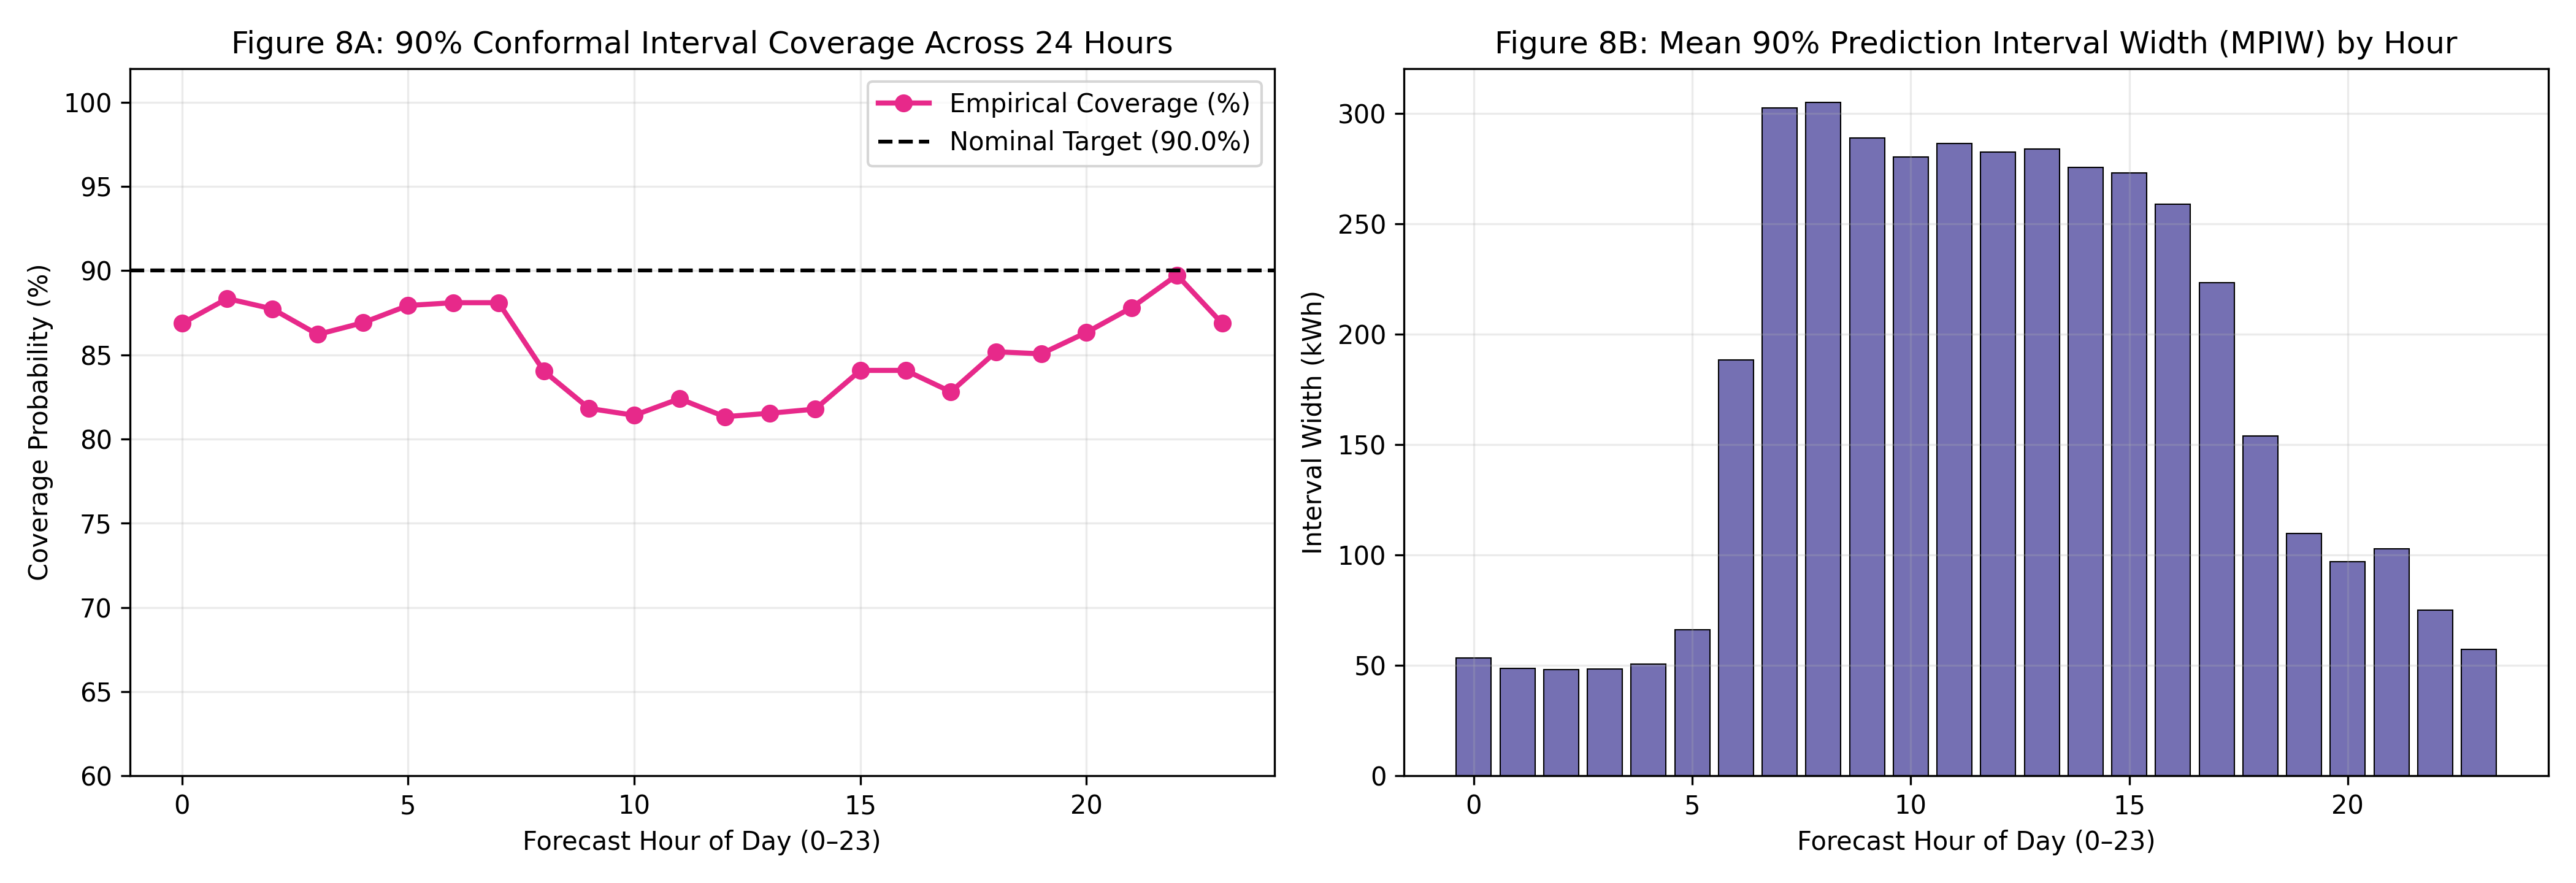 Figure 8A: 90% Conformal Interval Coverage Across 24 Hours
100
95
90
85
80
75
70
65
60
Coverage Probability (%)
Empirical Coverage (%)
Nominal Target (90.0%)
0 5 10 15 20
Forecast Hour of Day (0–23)
Figure 8B: Mean 90% Prediction Interval Width (MPIW) by Hour
300
250
200
150
100
50
0
Interval Width (kWh)
0 5 10 15 20
Forecast Hour of Day (0–23)